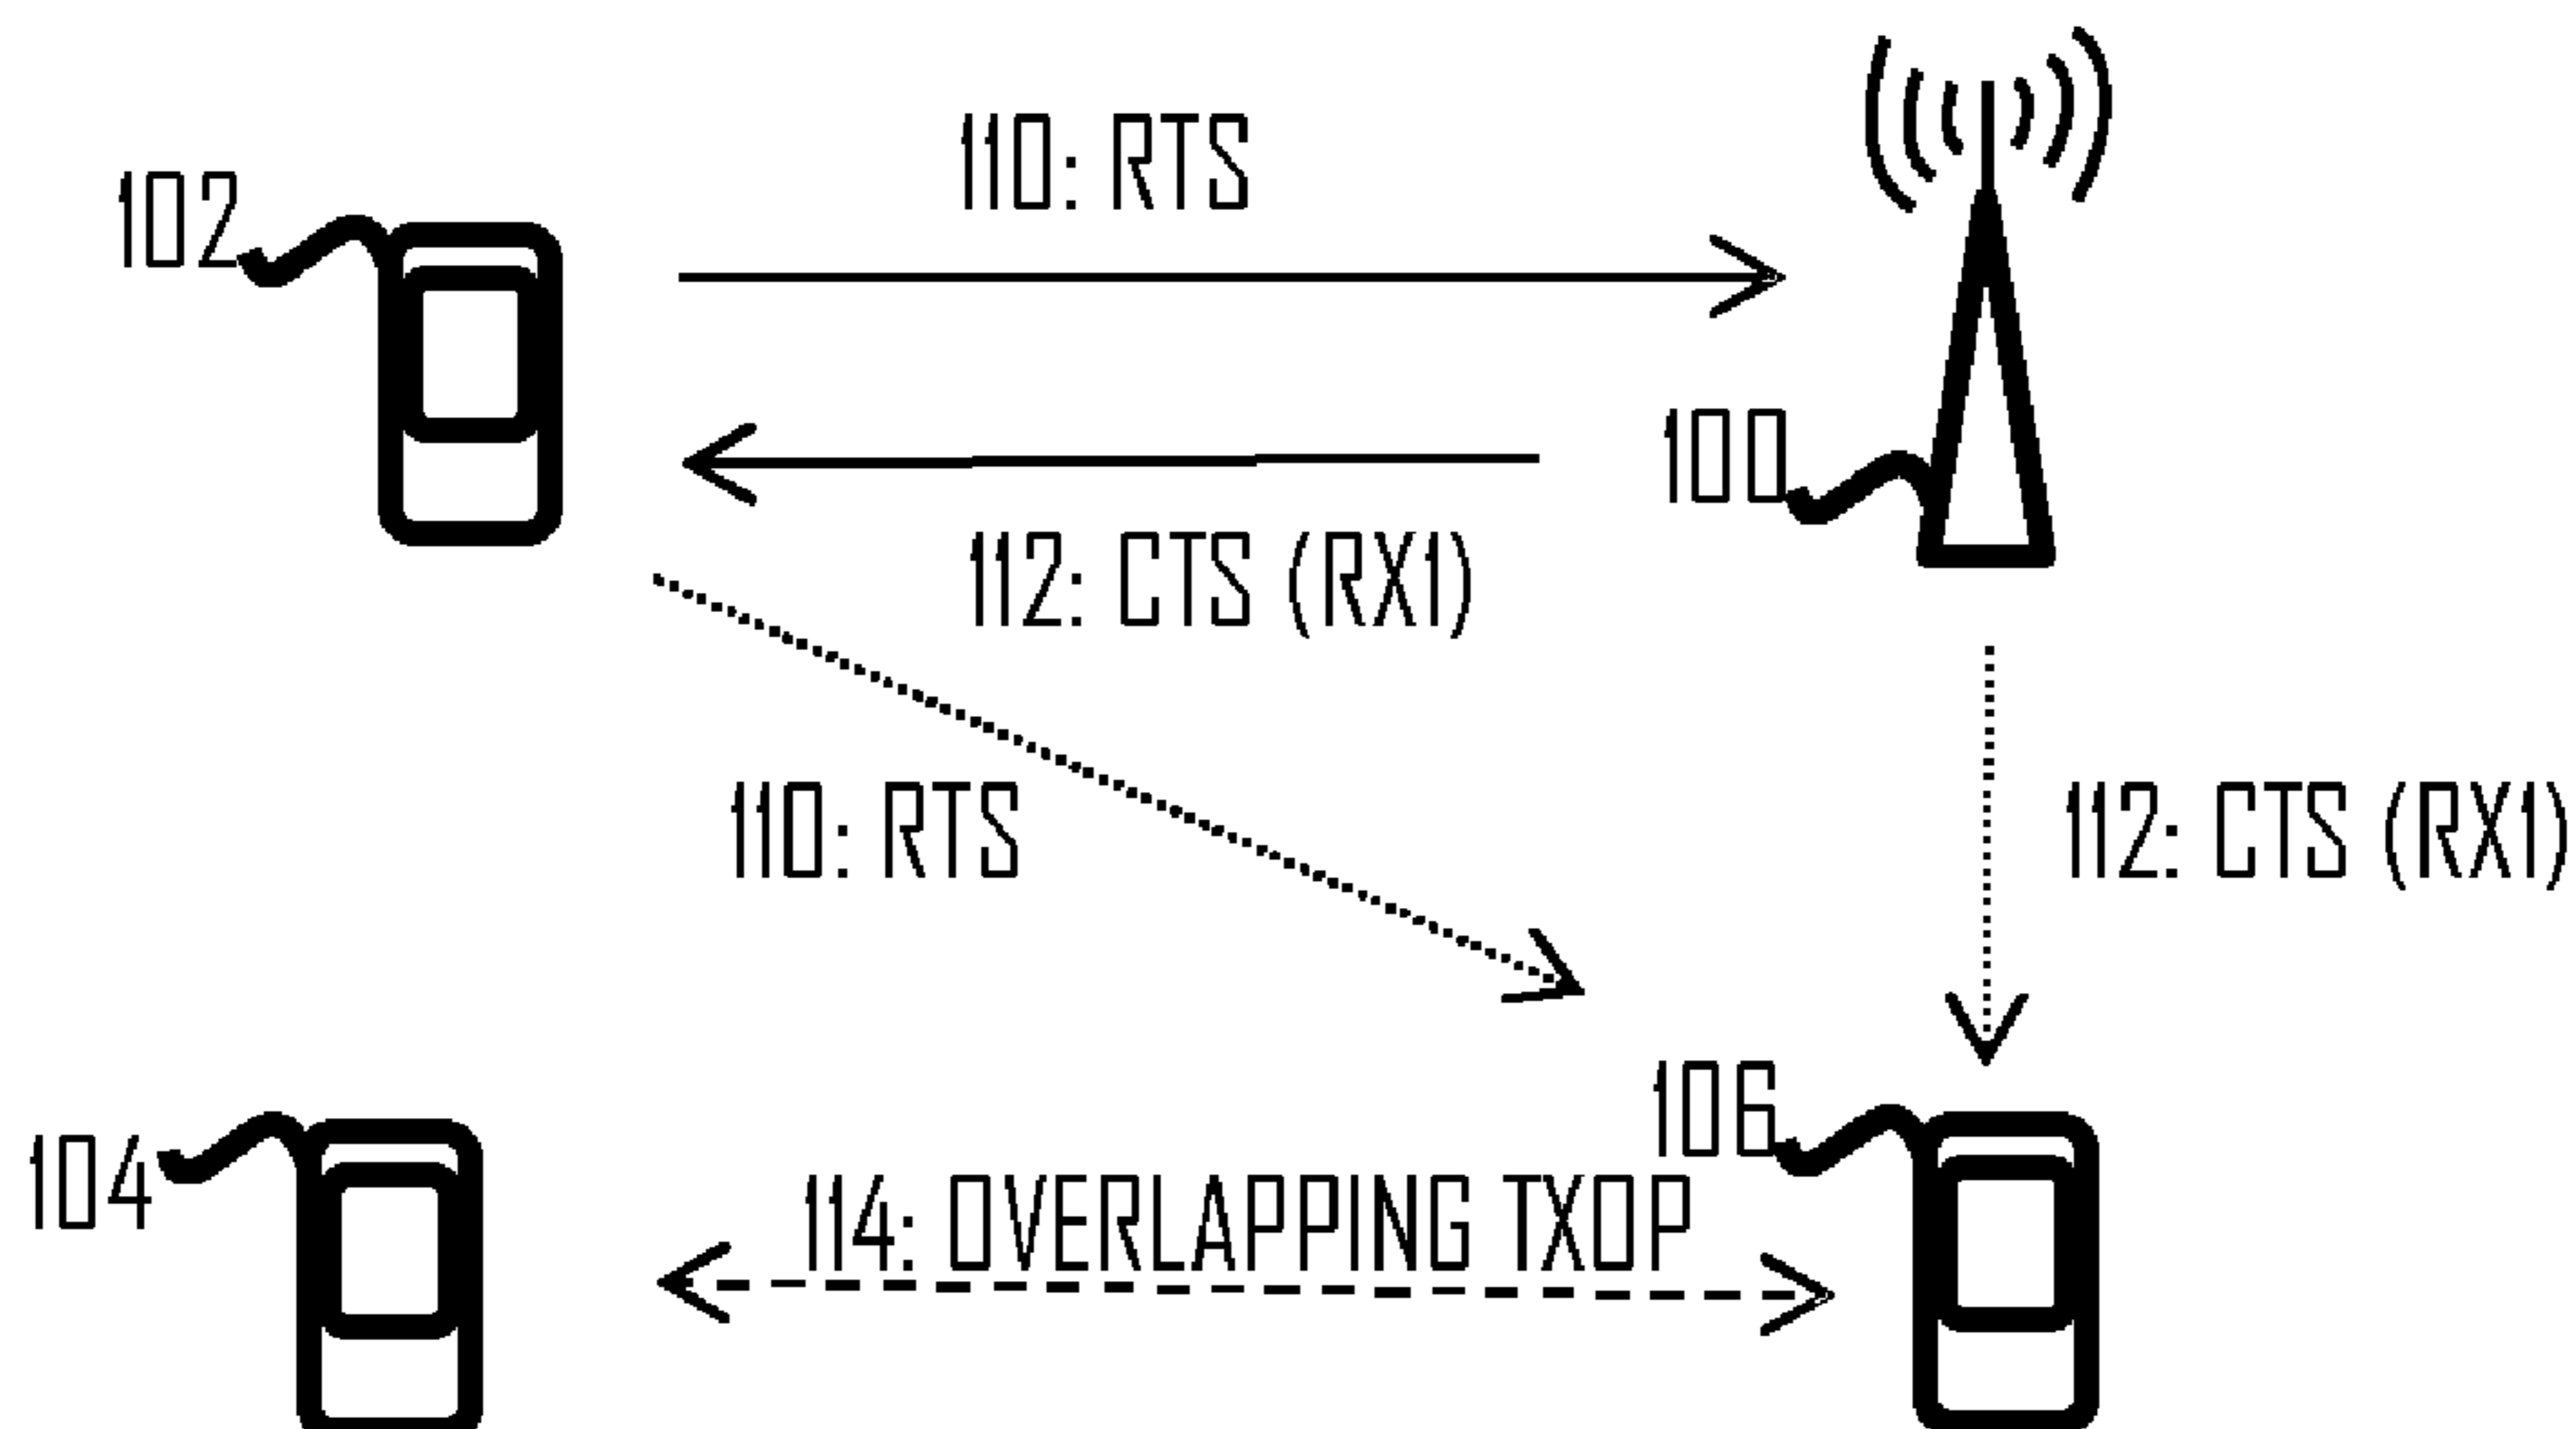 110: RTS
102
100
112: CTS (RX1)
110: RTS
112: CTS (RX1)
106
104
114: OVERLAPPING TXOP